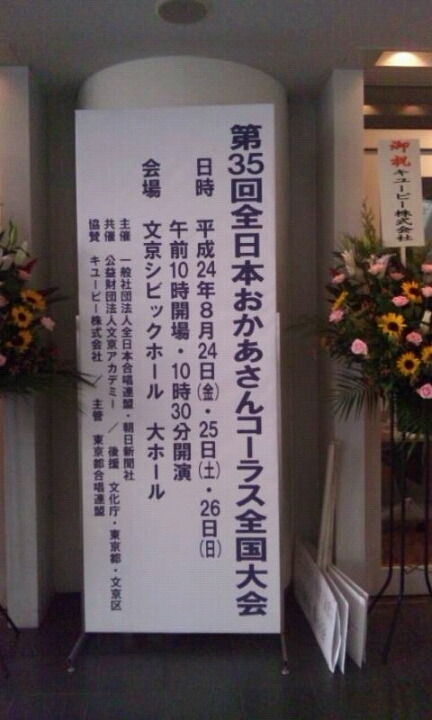 第35回全日本おかあさんコーラス全国大会
日時 平成24年8月24日(金)・25日(土)・26日(日)
午前10時開場・10時30分開演
会場 文京シビックホール 大ホール
主催 一般社団法人全日本合唱連盟・朝日新聞社
共催 公益財団法人文京アカデミー / 後援 文化庁・東京都・文京区
協賛 キユーピー株式会社 / 主管 東京都合唱連盟
御祝 キユーピー株式会社